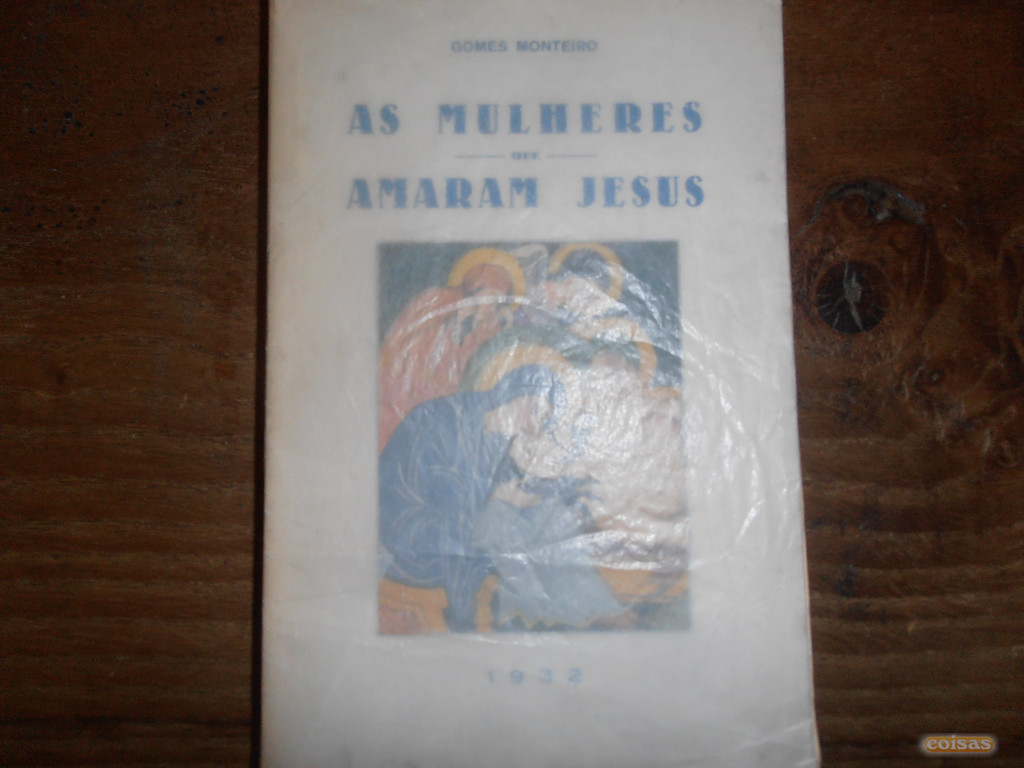 GOMES MONTEIRO
AS MULHERES
QUE
AMARAM JESUS
1932
coisas